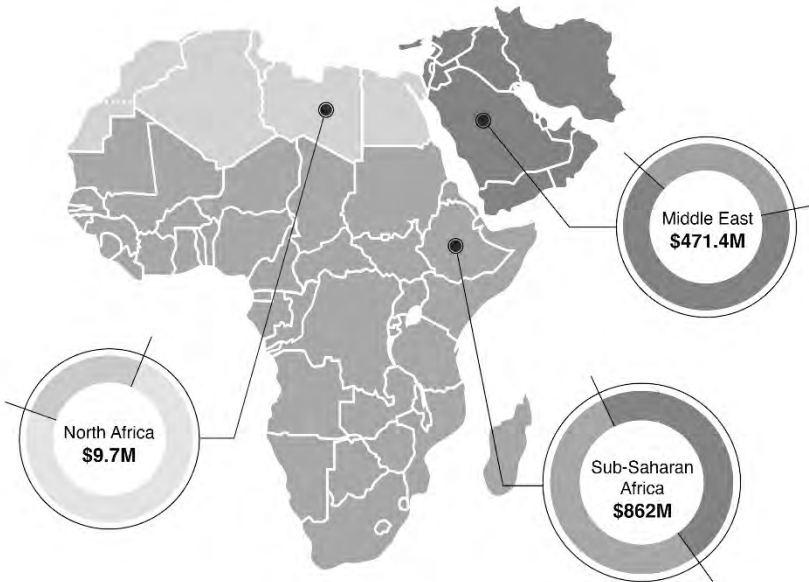 Middle East
$471.4M
North Africa
$9.7M
Sub-Saharan
Africa
$862M